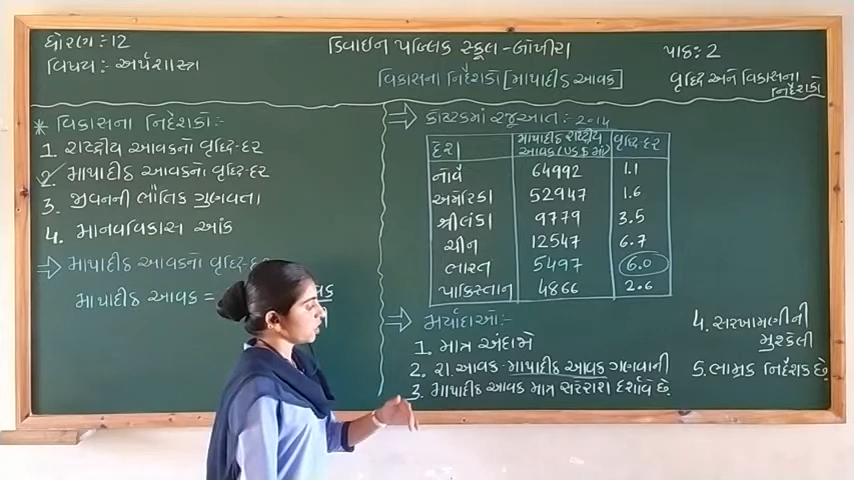 ધોરણ :- 12
વિષય :- અર્થશાસ્ત્ર
ડિવાઇન પબ્લિક સ્કૂલ - બોખીરા
વિકાસના નિર્દેશકો [માથાદીઠ આવક]
પાઠ : 2
વૃદ્ધિ અને વિકાસના
નિર્દેશકો
* વિકાસના નિર્દેશકો :-
1. રાષ્ટ્રીય આવકનો વૃદ્ધિ-દર
2. માથાદીઠ આવકનો વૃદ્ધિ-દર
3. જીવનની ભૌતિક ગુણવત્તા
4. માનવવિકાસ આંક
⇒ માથાદીઠ આવકનો વૃદ્ધિ-દર
માથાદીઠ આવક =
⇒ કોષ્ટકમાં રજૂઆત :- 2014
દેશ માથાદીઠ રાષ્ટ્રીય આવક (US $ માં) વૃદ્ધિ-દર
નોર્વે 64992 1.1
અમેરિકા 52947 1.6
શ્રીલંકા 9779 3.5
ચીન 12547 6.7
ભારત 5497 6.0
પાકિસ્તાન 4866 2.6
⇒ મર્યાદાઓ :-
1. માત્ર અંદાજો
2. રા. આવક - માથાદીઠ આવક ગણવાની
3. માથાદીઠ આવક માત્ર સરેરાશ દર્શાવે છે.
4. સરખામણીની
મુશ્કેલી
5. ભ્રામક નિર્દેશક છે.